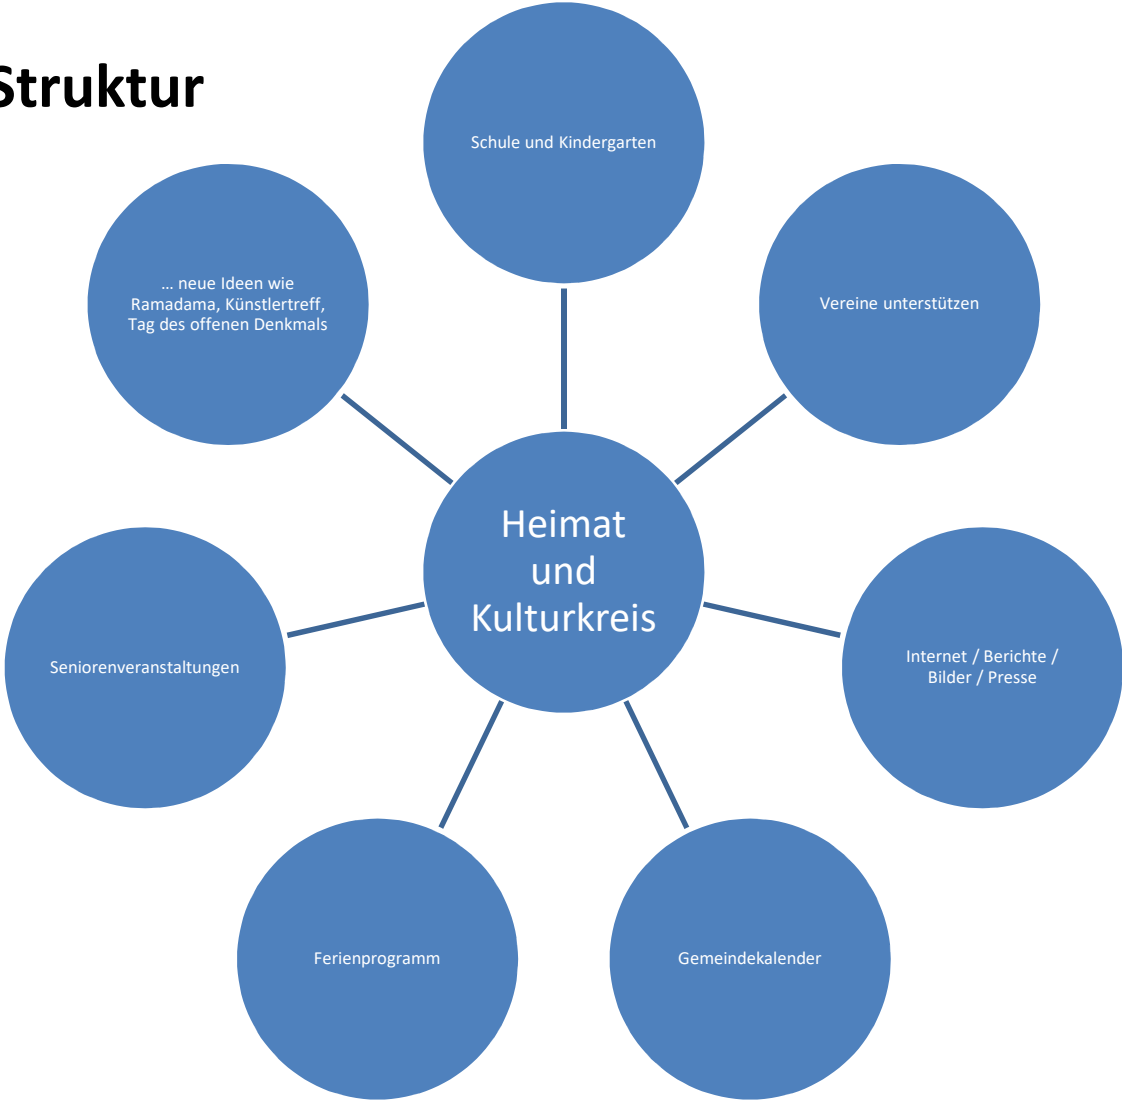 Struktur
Schule und Kindergarten
Vereine unterstützen
Internet / Berichte /
Bilder / Presse
Gemeindekalender
Ferienprogramm
Seniorenveranstaltungen
... neue Ideen wie
Ramadama, Künstlertreff,
Tag des offenen Denkmals
Heimat
und
Kulturkreis